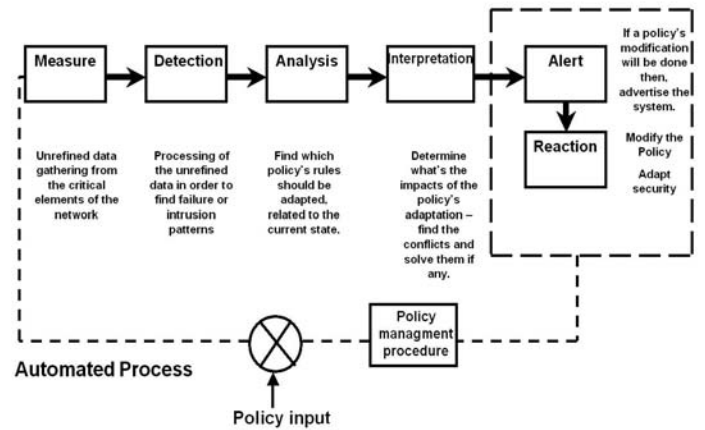 Measure
Detection
Analysis
Interpretation
Alert
If a policy's
modification
will be done
then,
advertise the
system.
Reaction
Modify the
Policy
Adapt
security
Unrefined data
gathering from
the critical
elements of the
network
Processing of
the unrefined
data in order to
find failure or
intrusion
patterns
Find which
policy's rules
should be
adapted,
related to the
current state.
Determine
what's the
impacts of the
policy's
adaptation –
find the
conflicts and
solve them if
any.
Policy
managment
procedure
Automated Process
Policy input